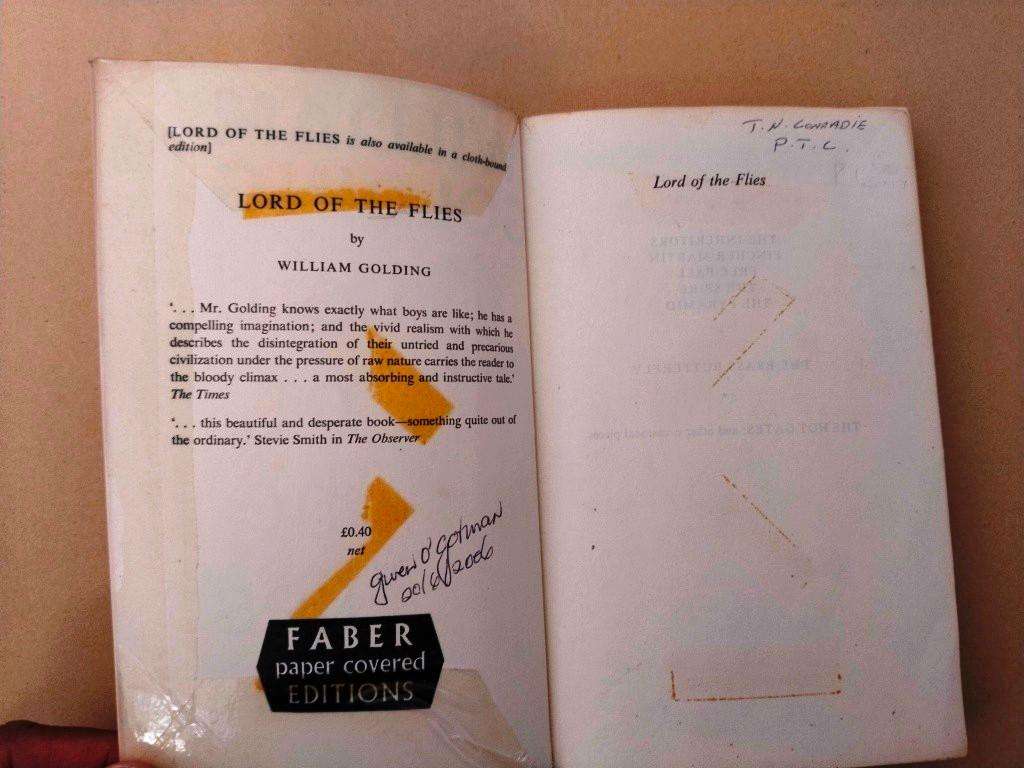 [LORD OF THE FLIES is also available in a cloth-bound
edition]
LORD OF THE FLIES
by
WILLIAM GOLDING
'. . . Mr. Golding knows exactly what boys are like; he has a
compelling imagination; and the vivid realism with which he
describes the disintegration of their untried and precarious
civilization under the pressure of raw nature carries the reader to
the bloody climax . . . a most absorbing and instructive tale.'
The Times
'. . . this beautiful and desperate book—something quite out of
the ordinary.' Stevie Smith in The Observer
£0.40
net
FABER
paper covered
EDITIONS
T. N. CONRADIE
P.T.C.
Lord of the Flies